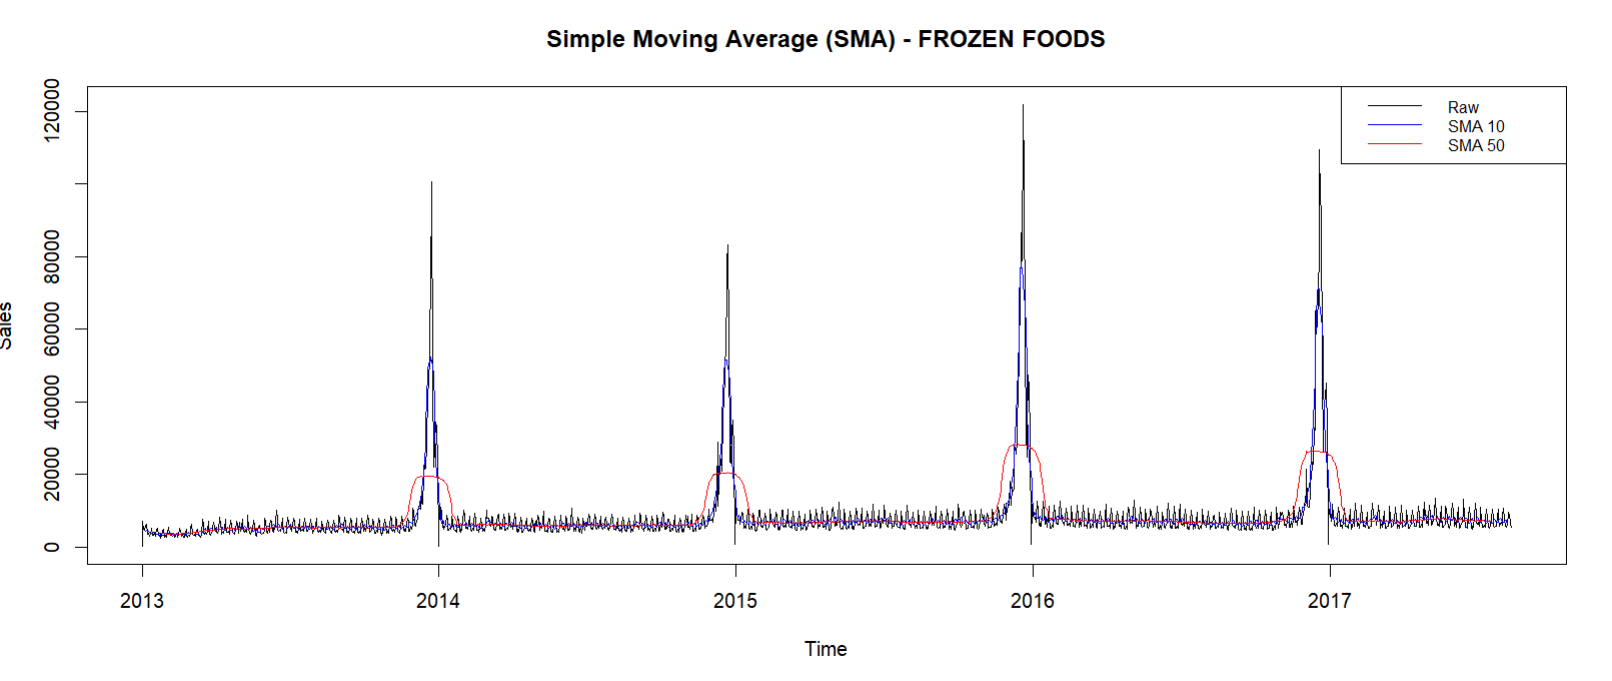 Simple Moving Average (SMA) - FROZEN FOODS
120000
80000
60000
40000
20000
0
Sales
Raw
SMA 10
SMA 50
2013 2014 2015 2016 2017
Time